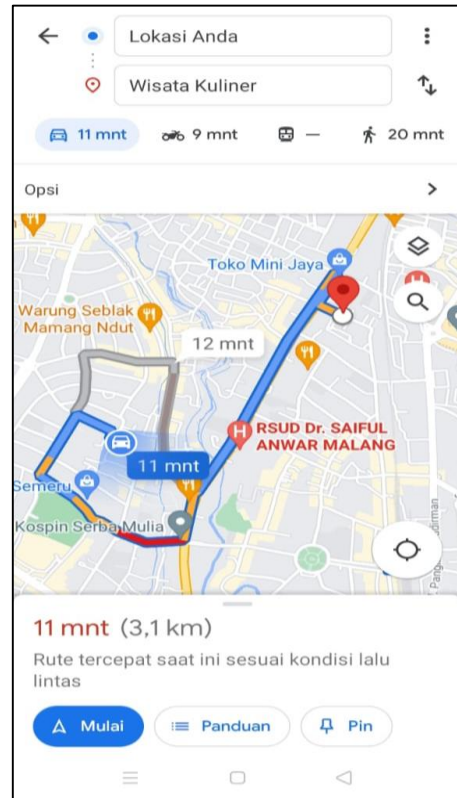 Lokasi Anda
Wisata Kuliner
11 mnt
9 mnt
—
20 mnt
Opsi
Toko Mini Jaya
Warung Seblak
Mamang Ndut
12 mnt
H
RSUD Dr. SAIFUL
ANWAR MALANG
11 mnt
Semeru
Kospin Serba Mulia
11 mnt (3,1 km)
Rute tercepat saat ini sesuai kondisi lalu
lintas
Mulai
Panduan
Pin